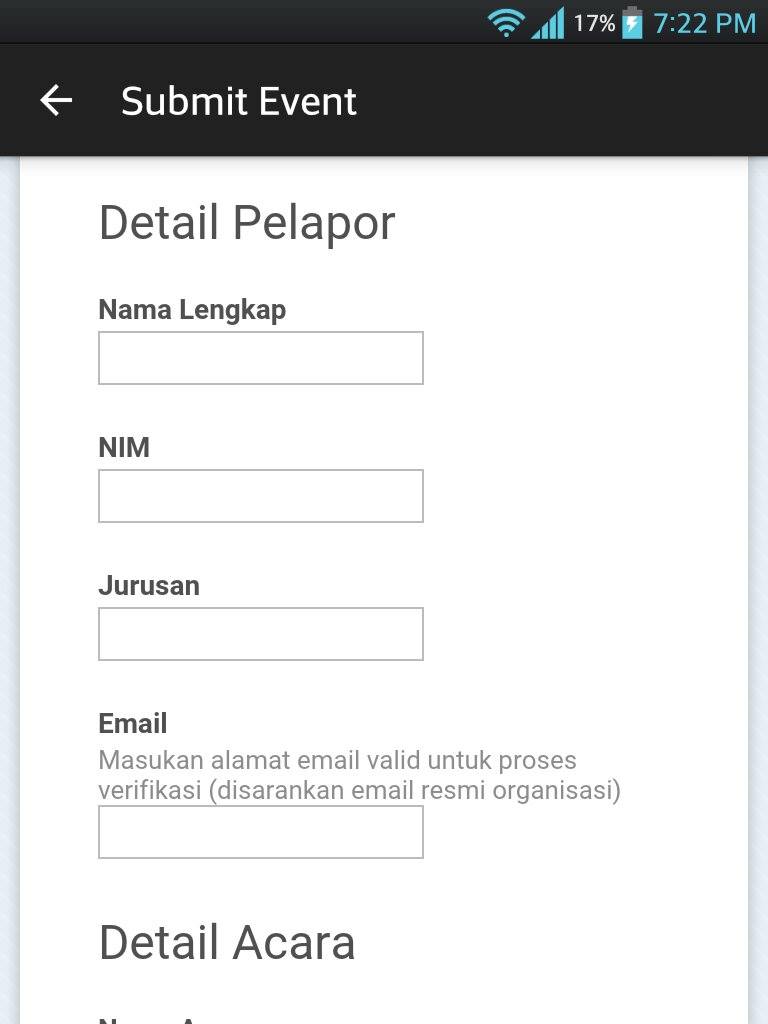 17% 7:22 PM
Submit Event
Detail Pelapor
Nama Lengkap
NIM
Jurusan
Email
Masukan alamat email valid untuk proses
verifikasi (disarankan email resmi organisasi)
Detail Acara